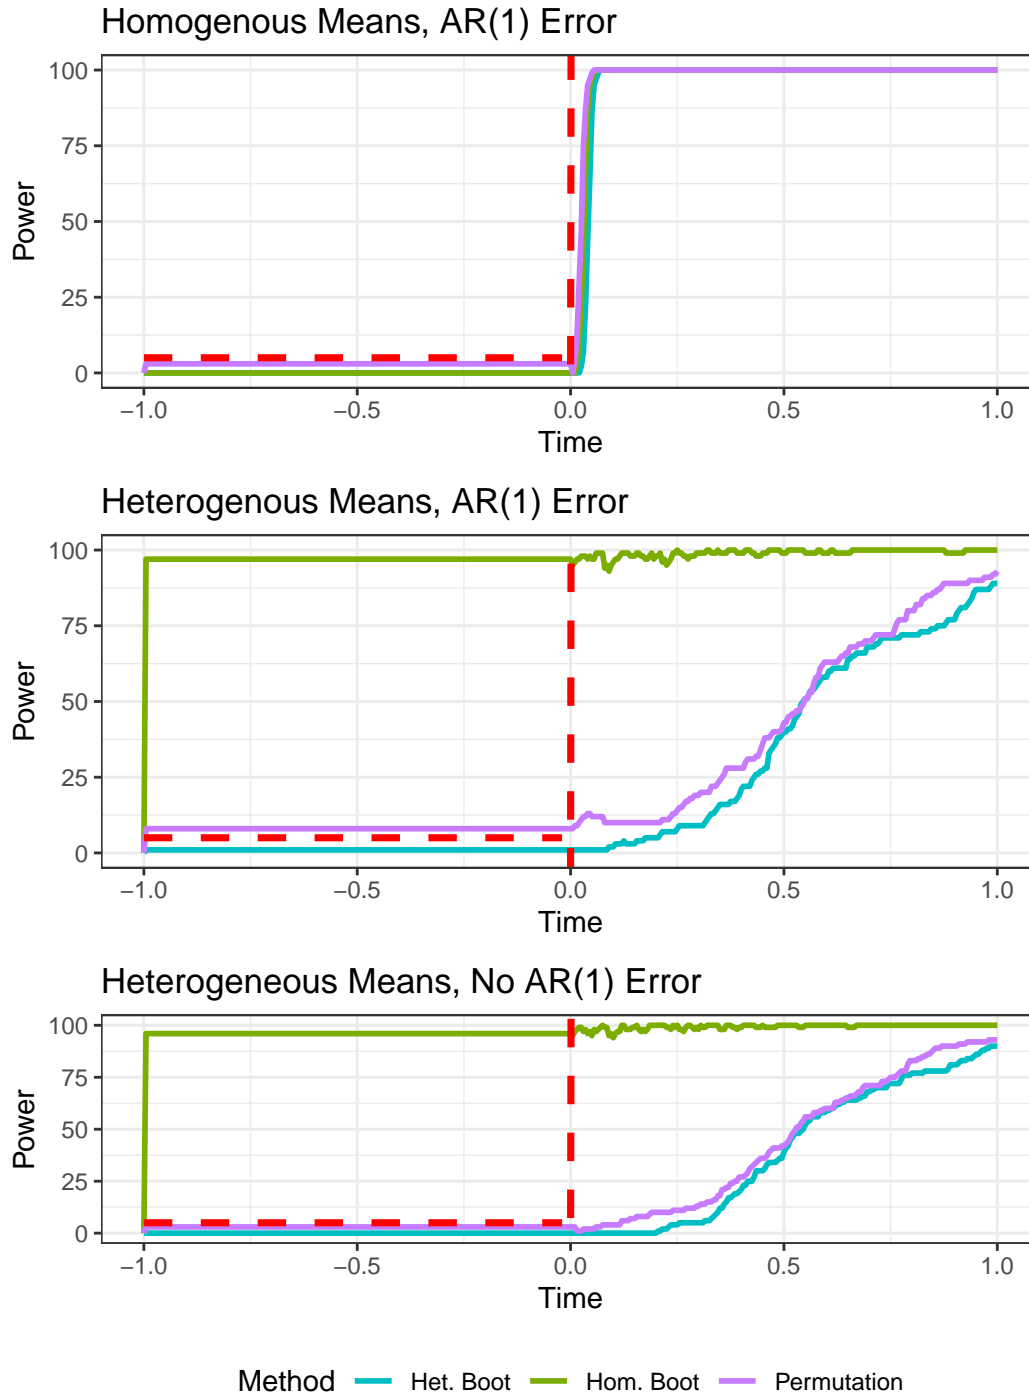 Homogenous Means, AR(1) Error
100
75
50
25
0
Power
−1.0 −0.5 0.0 0.5 1.0
Time
Heterogenous Means, AR(1) Error
100
75
50
25
0
Power
−1.0 −0.5 0.0 0.5 1.0
Time
Heterogeneous Means, No AR(1) Error
100
75
50
25
0
Power
−1.0 −0.5 0.0 0.5 1.0
Time
Method Het. Boot Hom. Boot Permutation